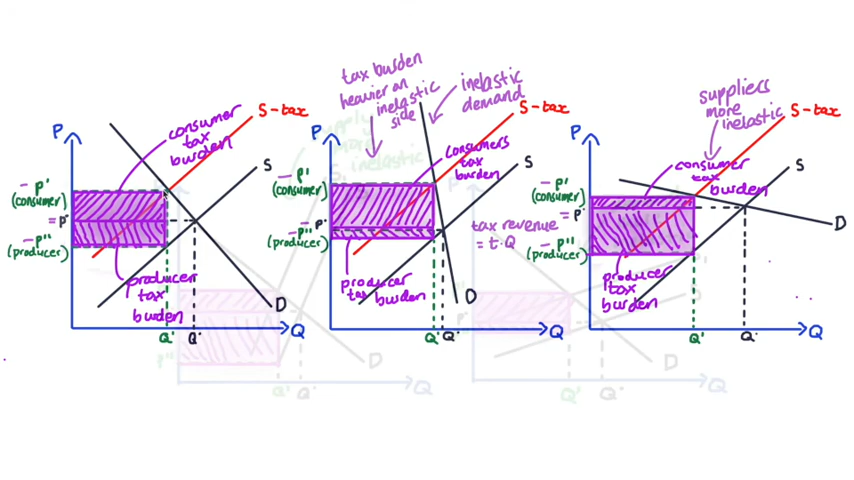 P
consumer
tax
burden
S-tax
S
– P'
(consumer)
= P*
– P''
(producer)
producer
tax
burden
D
Q'
Q*
Q
tax burden
heavier on
inelastic
side
inelastic
demand
S-tax
P
consumers
tax
burden
S
– P'
(consumer)
– P*
– P''
(producer)
producer
tax burden
D
Q'
Q*
Q
tax revenue
= t·Q
suppliers
more
inelastic
S-tax
P
consumer
tax
burden
S
– P'
(consumer)
= P*
– P''
(producer)
producer
tax
burden
D
Q'
Q*
Q
inelastic
P''
Q'
Q*
D
Q
P'
P*
S
Q'
Q*
D
Q